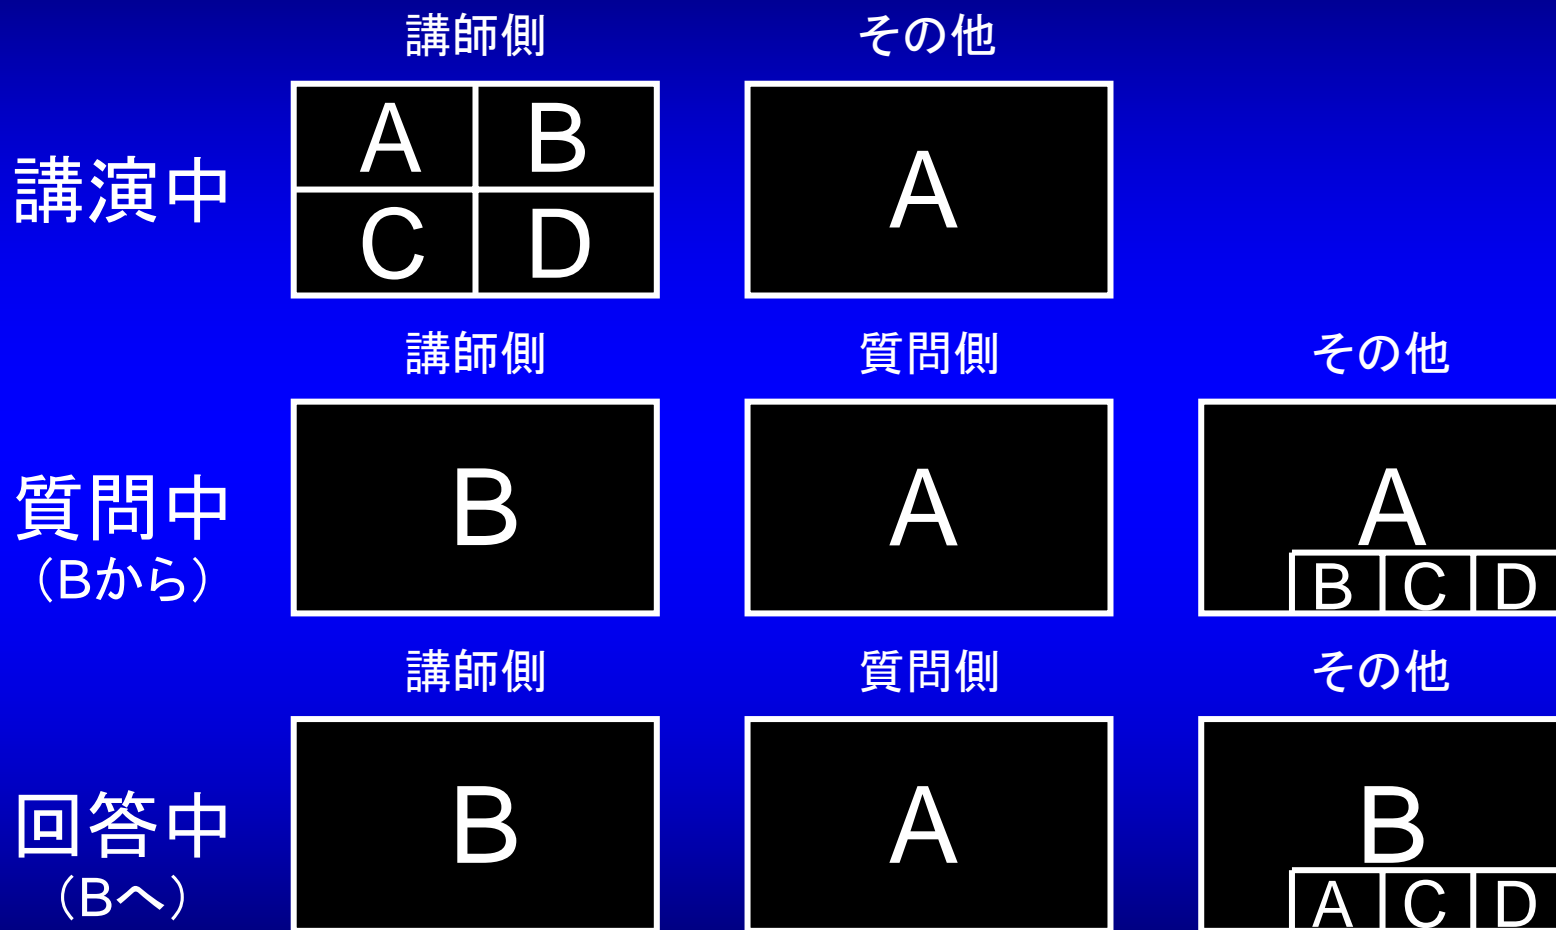 講師側 その他
講演中
A B
C D
A
講師側 質問側 その他
質問中
(Bから)
B
A
A
B C D
講師側 質問側 その他
回答中
(Bへ)
B
A
B
A C D